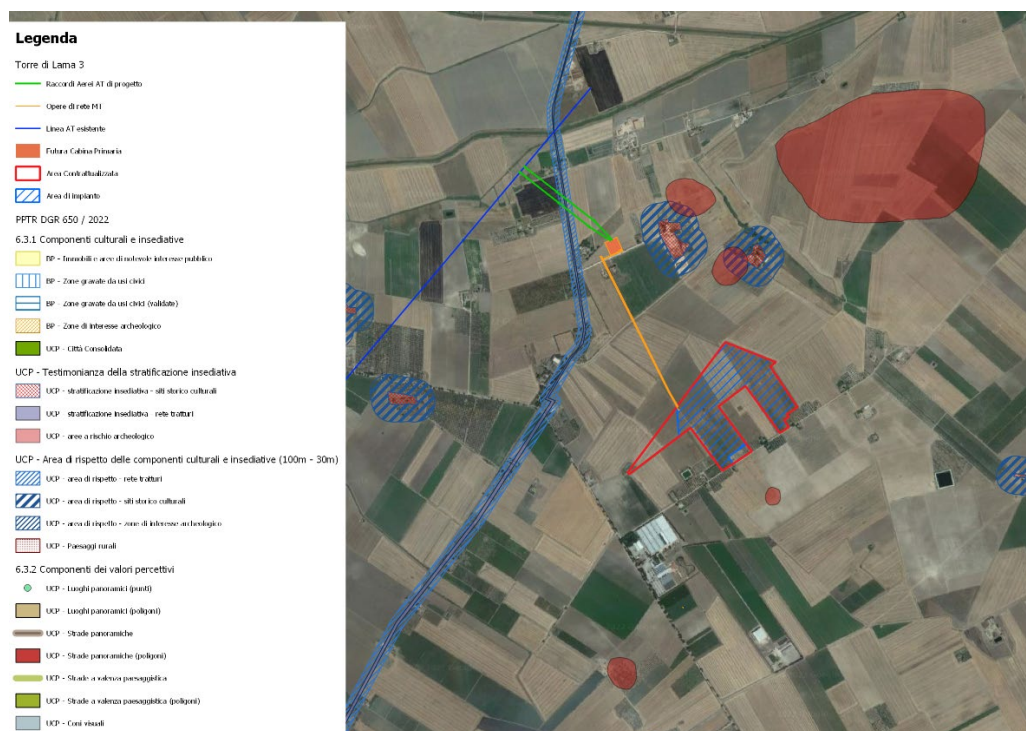 Legenda
Torre di Lama 3
Raccordi Aerei AT di progetto
Opere di rete MT
Linea AT esistente
Futura Cabina Primaria
Area Contrattualizzata
Area di Impianto
PPTR DGR 650 / 2022
6.3.1 Componenti culturali e insediative
BP - Immobili e aree di notevole interesse pubblico
BP - Zone gravate da usi civici
BP - Zone gravate da usi civici (validate)
BP - Zone di interesse archeologico
UCP - Città Consolidata
UCP - Testimonianza della stratificazione insediativa
UCP - stratificazione insediativa - siti storico culturali
UCP - stratificazione insediativa - rete tratturi
UCP - aree a rischio archeologico
UCP - Area di rispetto delle componenti culturali e insediative (100m - 30m)
UCP - area di rispetto - rete tratturi
UCP - area di rispetto - siti storico culturali
UCP - area di rispetto - zone di interesse archeologico
UCP - Paesaggi rurali
6.3.2 Componenti dei valori percettivi
UCP - Luoghi panoramici (punti)
UCP - Luoghi panoramici (poligoni)
UCP - Strade panoramiche
UCP - Strade panoramiche (poligoni)
UCP - Strade a valenza paesaggistica
UCP - Strade a valenza paesaggistica (poligoni)
UCP - Coni visuali